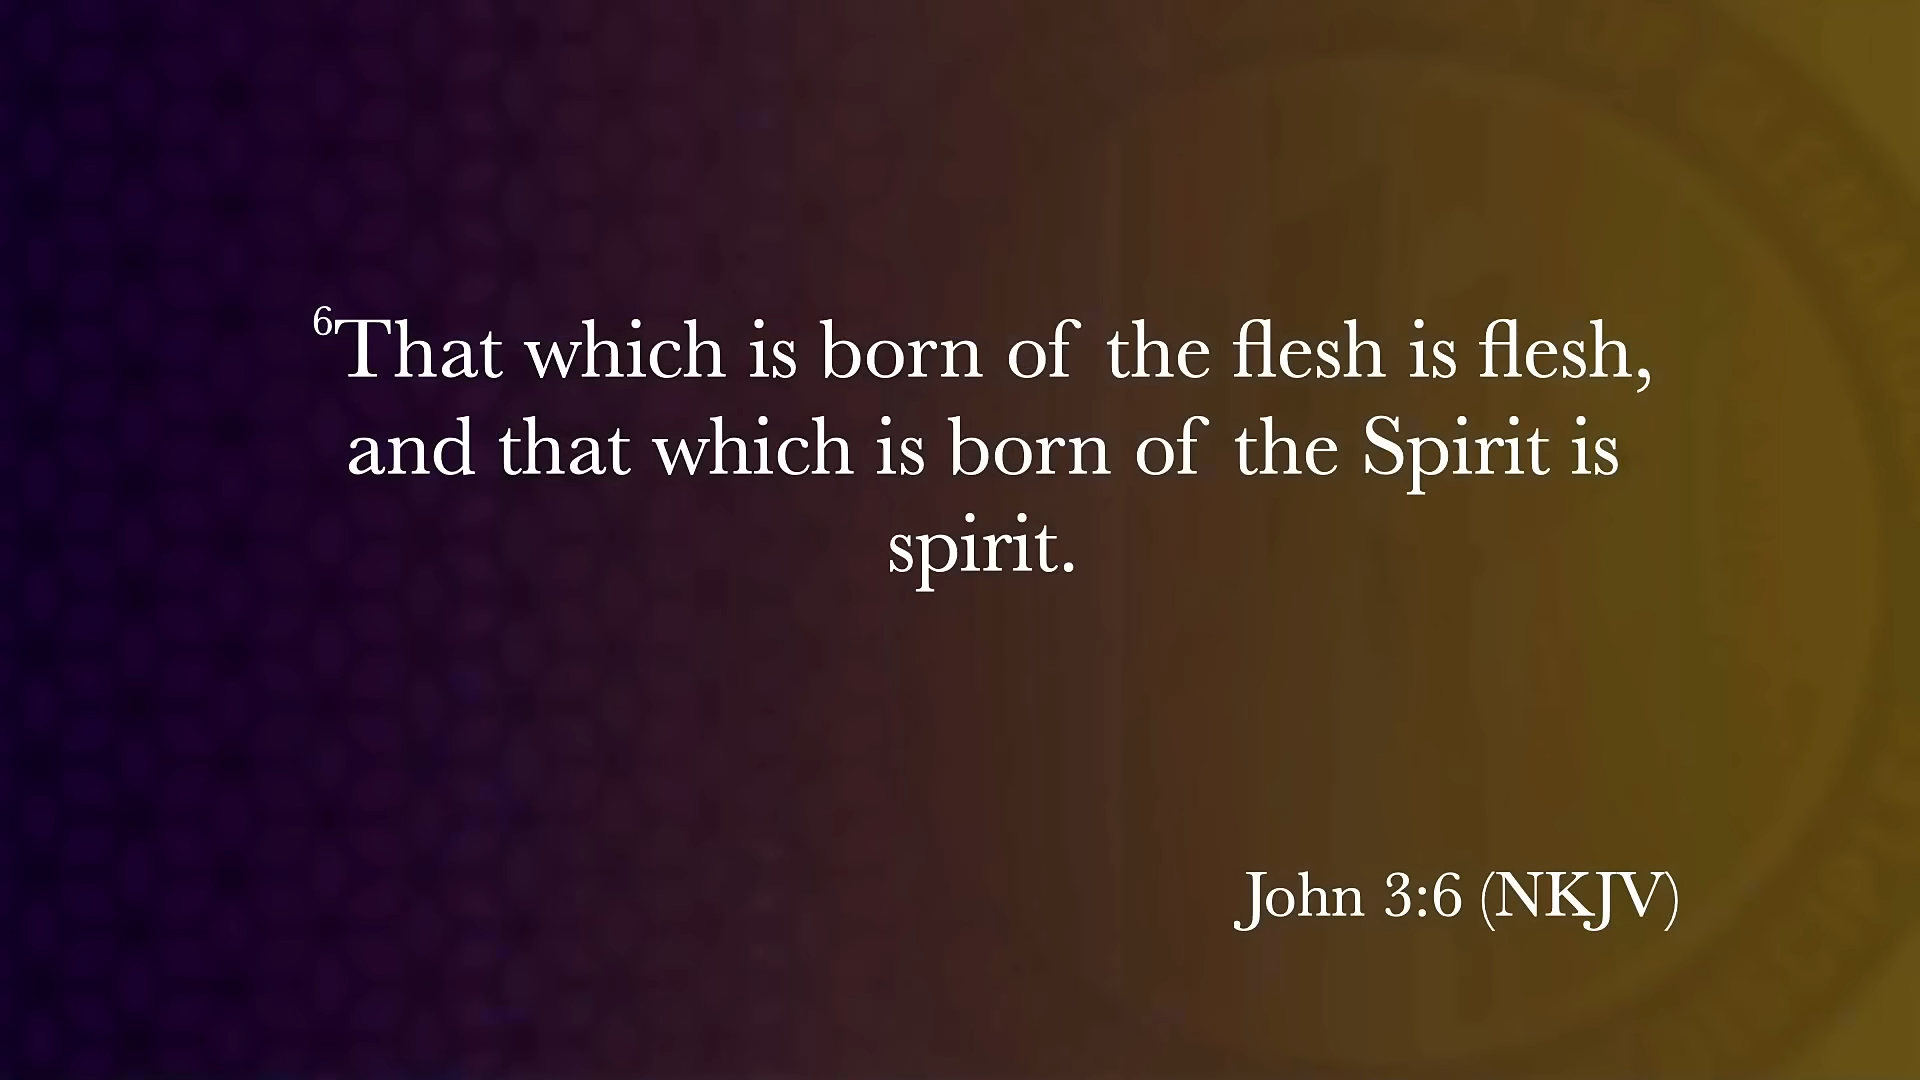 ⁶That which is born of the flesh is flesh,
and that which is born of the Spirit is
spirit.
John 3:6 (NKJV)